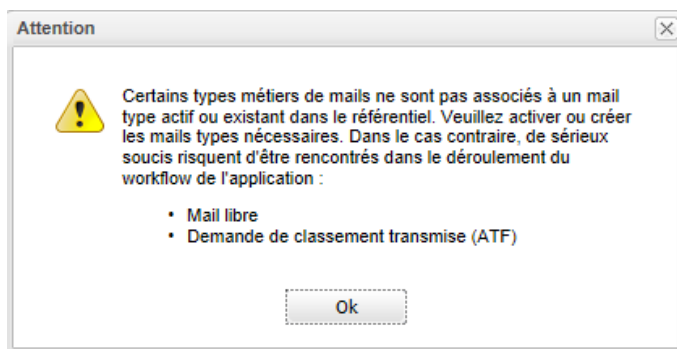 Attention
Certains types métiers de mails ne sont pas associés à un mail
type actif ou existant dans le référentiel. Veuillez activer ou créer
les mails types nécessaires. Dans le cas contraire, de sérieux
soucis risquent d'être rencontrés dans le déroulement du
workflow de l'application :
• Mail libre
• Demande de classement transmise (ATF)
Ok